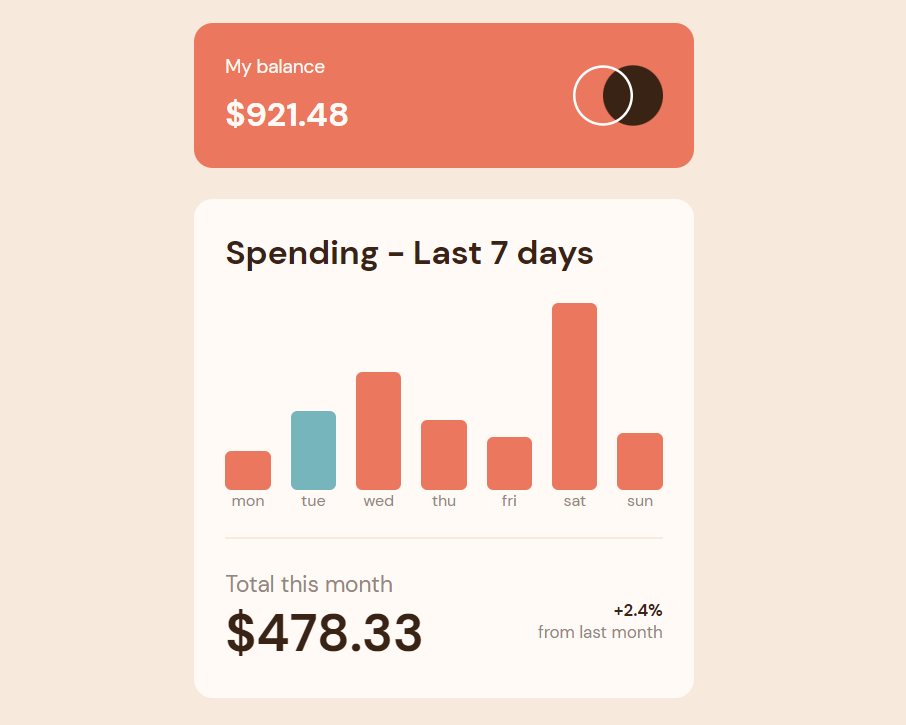 My balance
$921.48
Spending - Last 7 days
mon tue wed thu fri sat sun
Total this month
$478.33
+2.4%
from last month